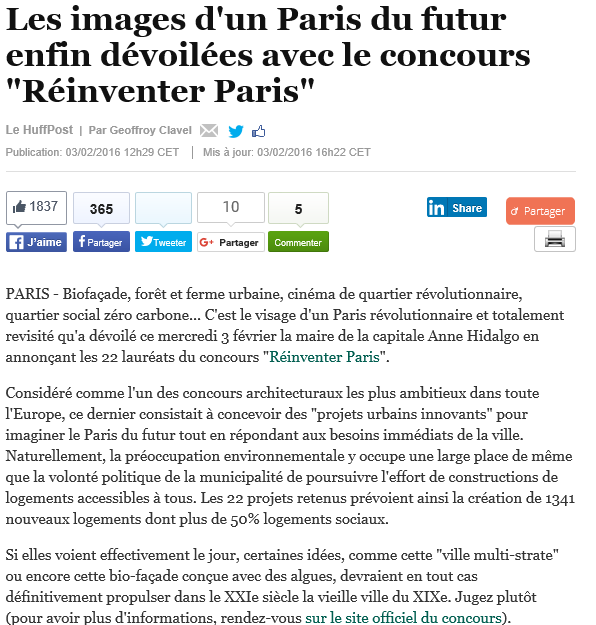 Les images d'un Paris du futur
enfin dévoilées avec le concours
"Réinventer Paris"
Le HuffPost | Par Geoffroy Clavel
Publication: 03/02/2016 12h29 CET | Mis à jour: 03/02/2016 16h22 CET
1837 365 10 5 Share Partager
J'aime Partager Tweeter Partager Commenter
PARIS - Biofaçade, forêt et ferme urbaine, cinéma de quartier révolutionnaire,
quartier social zéro carbone... C'est le visage d'un Paris révolutionnaire et totalement
revisité qu'a dévoilé ce mercredi 3 février la maire de la capitale Anne Hidalgo en
annonçant les 22 lauréats du concours "Réinventer Paris".
Considéré comme l'un des concours architecturaux les plus ambitieux dans toute
l'Europe, ce dernier consistait à concevoir des "projets urbains innovants" pour
imaginer le Paris du futur tout en répondant aux besoins immédiats de la ville.
Naturellement, la préoccupation environnementale y occupe une large place de même
que la volonté politique de la municipalité de poursuivre l'effort de constructions de
logements accessibles à tous. Les 22 projets retenus prévoient ainsi la création de 1341
nouveaux logements dont plus de 50% logements sociaux.
Si elles voient effectivement le jour, certaines idées, comme cette "ville multi-strate"
ou encore cette bio-façade conçue avec des algues, devraient en tout cas
définitivement propulser dans le XXIe siècle la vieille ville du XIXe. Jugez plutôt
(pour avoir plus d'informations, rendez-vous sur le site officiel du concours).